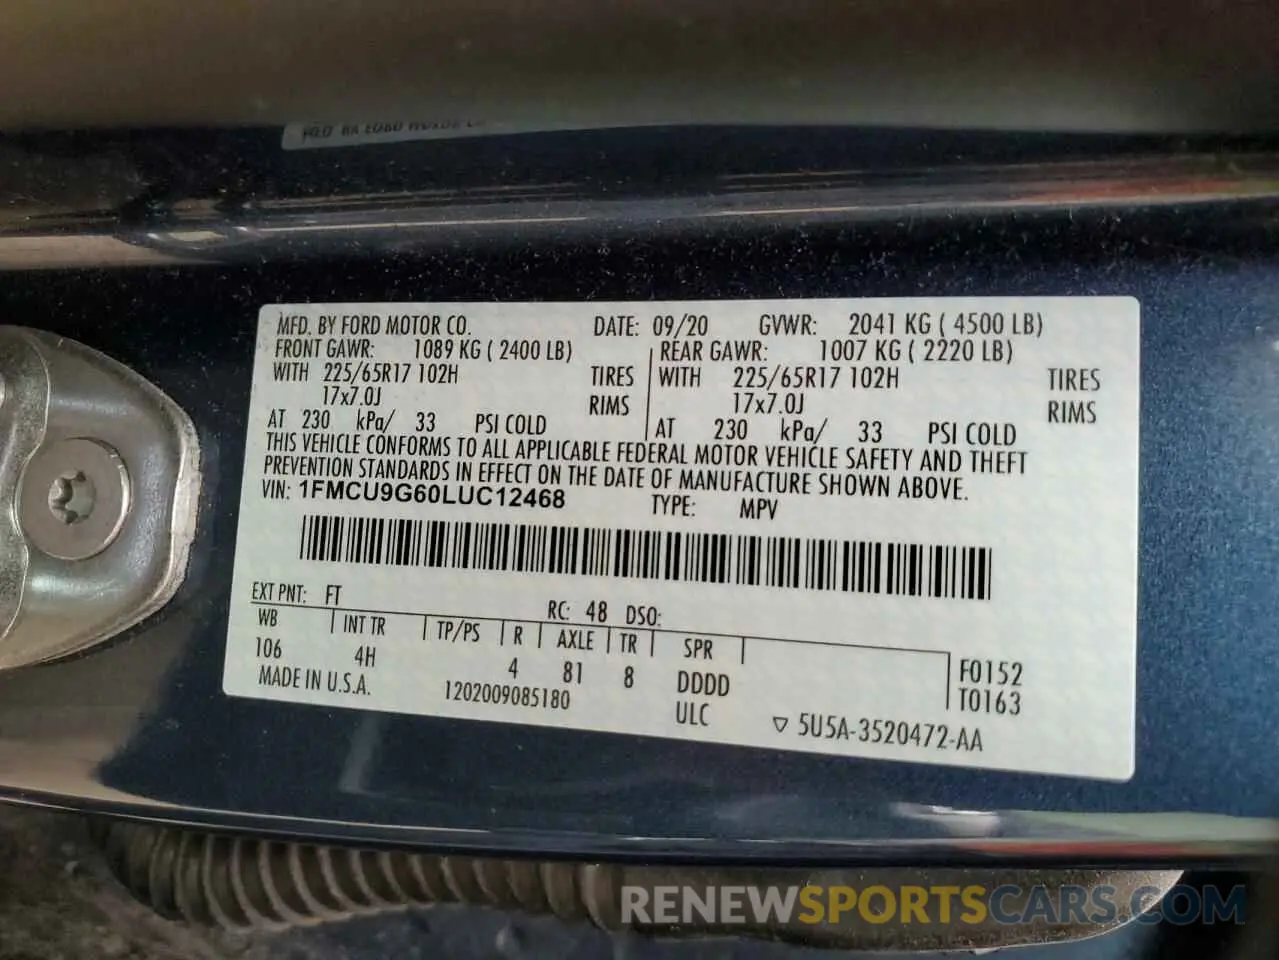 MFD. BY FORD MOTOR CO. DATE: 09/20 GVWR: 2041 KG ( 4500 LB)
FRONT GAWR: 1089 KG ( 2400 LB) REAR GAWR: 1007 KG ( 2220 LB)
WITH 225/65R17 102H TIRES WITH 225/65R17 102H TIRES
17x7.0J RIMS 17x7.0J RIMS
AT 230 kPa/ 33 PSI COLD AT 230 kPa/ 33 PSI COLD
THIS VEHICLE CONFORMS TO ALL APPLICABLE FEDERAL MOTOR VEHICLE SAFETY AND THEFT
PREVENTION STANDARDS IN EFFECT ON THE DATE OF MANUFACTURE SHOWN ABOVE.
VIN: 1FMCU9G60LUC12468 TYPE: MPV
EXT PNT: FT RC: 48 DSO:
WB INT TR TP/PS R AXLE TR SPR
106 4H 4 81 8 DDDD F0152
MADE IN U.S.A. 1202009085180 ULC T0163
▽ 5U5A-3520472-AA
RENEWSPORTSCARS.COM